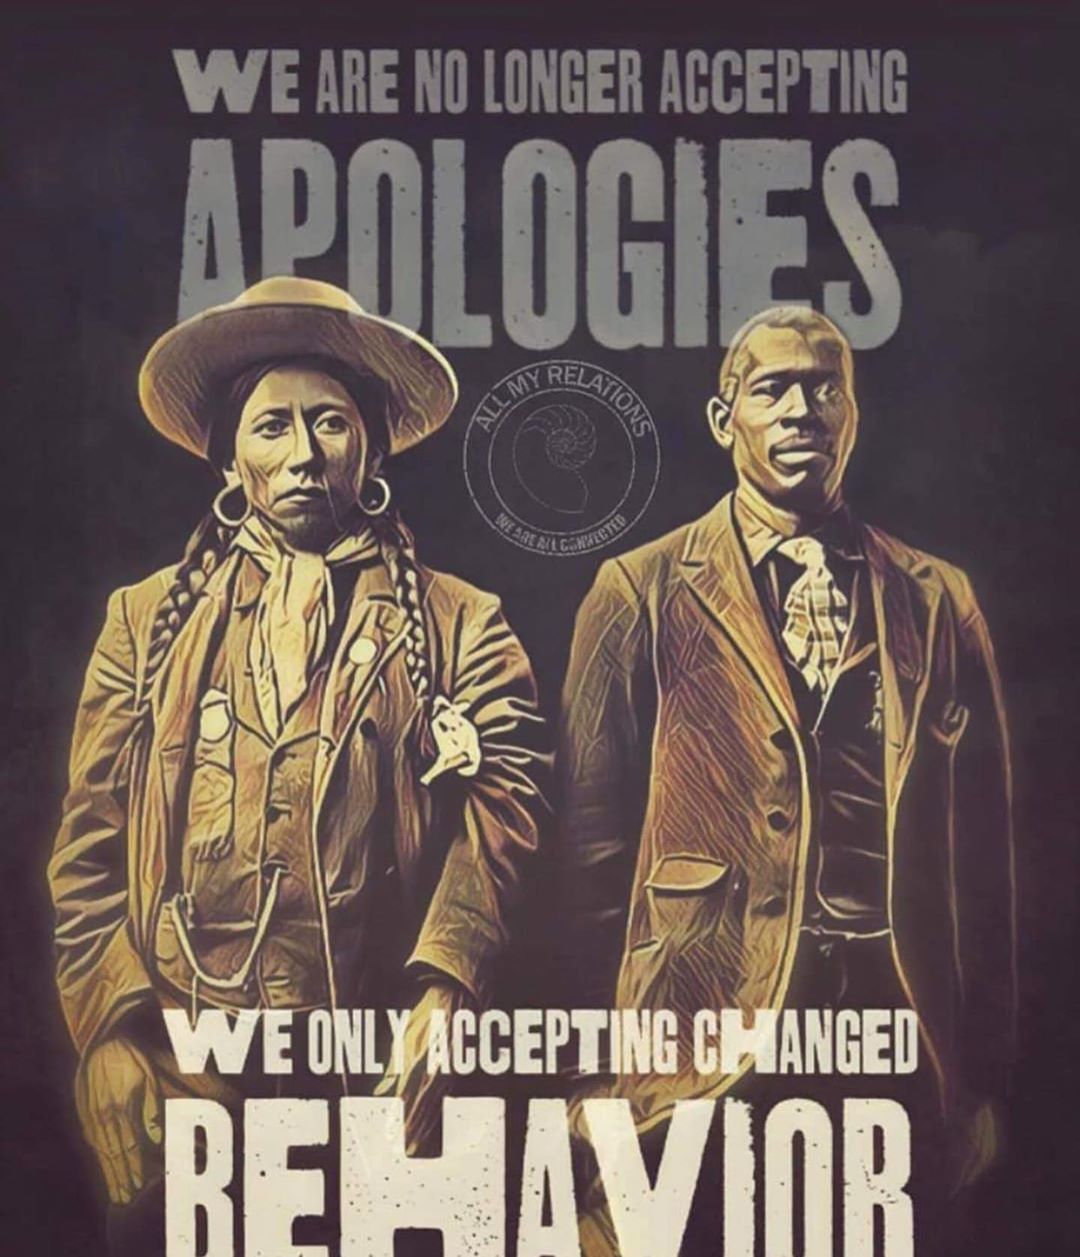 WE ARE NO LONGER ACCEPTING
APOLOGIES
ALL MY RELATIONS
WE ARE ALL CONNECTED
WE ONLY ACCEPTING CHANGED
BEHAVIOR